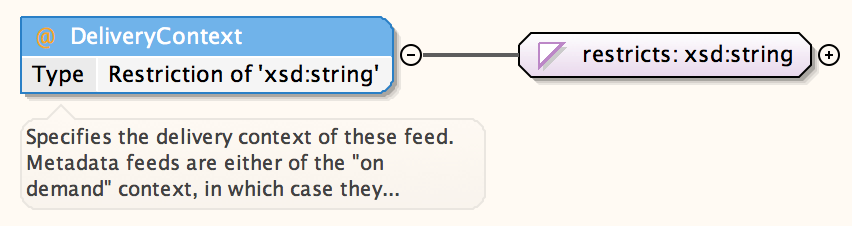 @ DeliveryContext
Type Restriction of 'xsd:string'
restricts: xsd:string
Specifies the delivery context of these feed.
Metadata feeds are either of the "on
demand" context, in which case they...